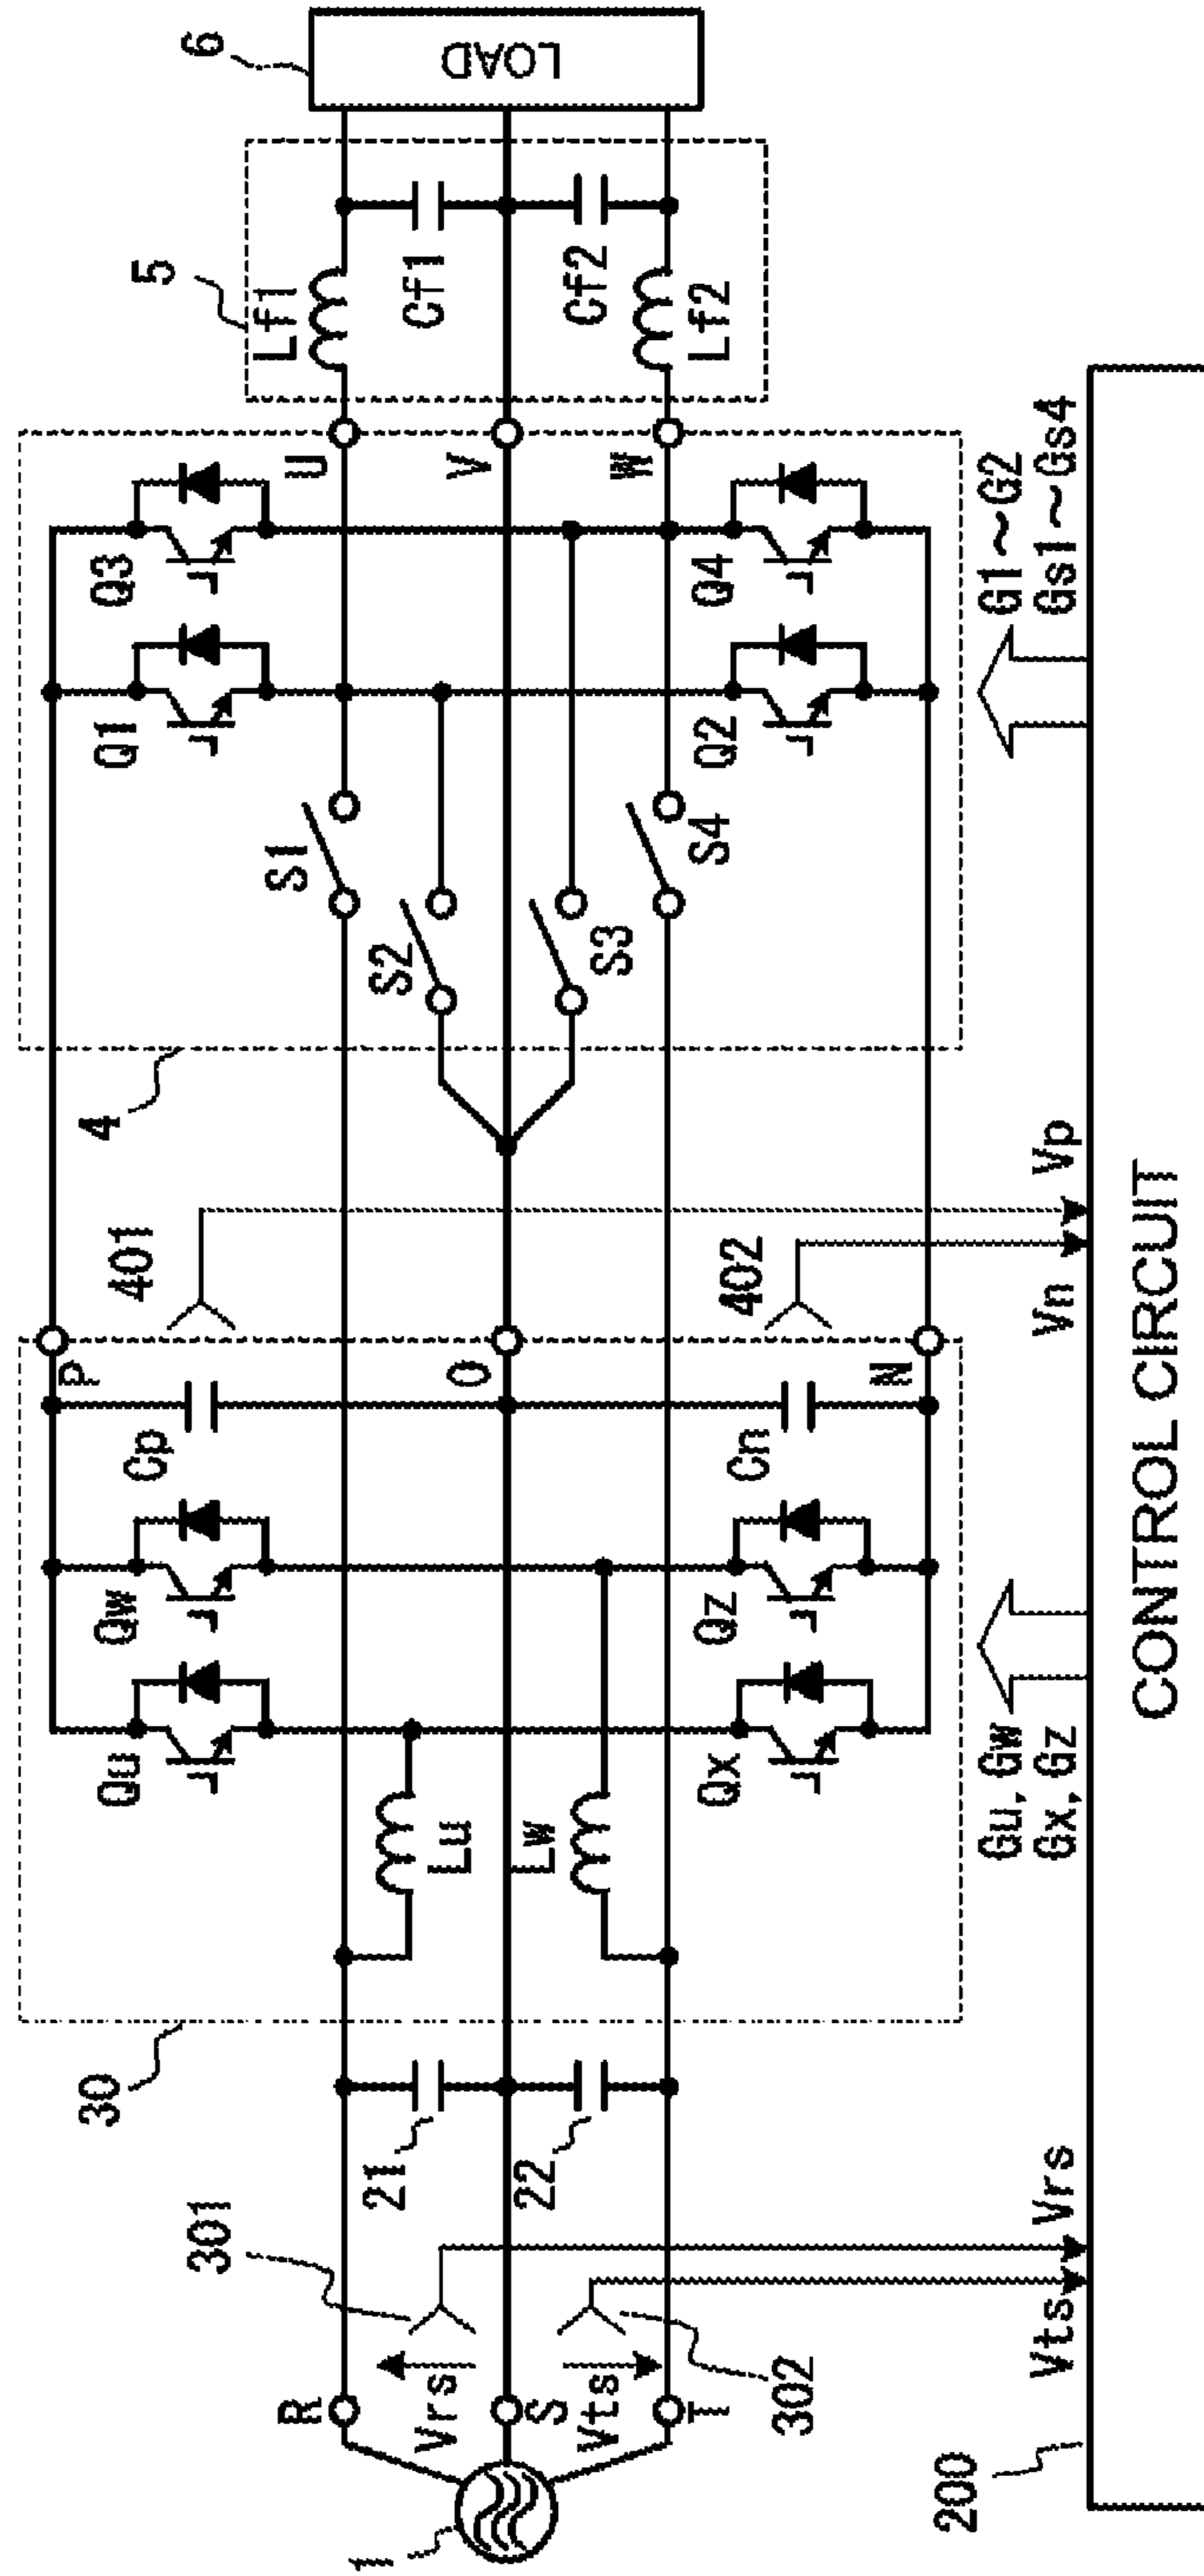 1
R
S
T
Vrs
Vts
301
302
21
22
30
Lu
Lw
Qu
Qw
Qx
Qz
Cp
Cn
P
O
N
401
402
4
S1
S2
S3
S4
Q1
Q3
Q2
Q4
U
V
W
5
Lf1
Cf1
Cf2
Lf2
6
LOAD
Vts
Vrs
Gu, Gw
Gx, Gz
Vn
Vp
G1~G2
Gs1~Gs4
200
CONTROL CIRCUIT